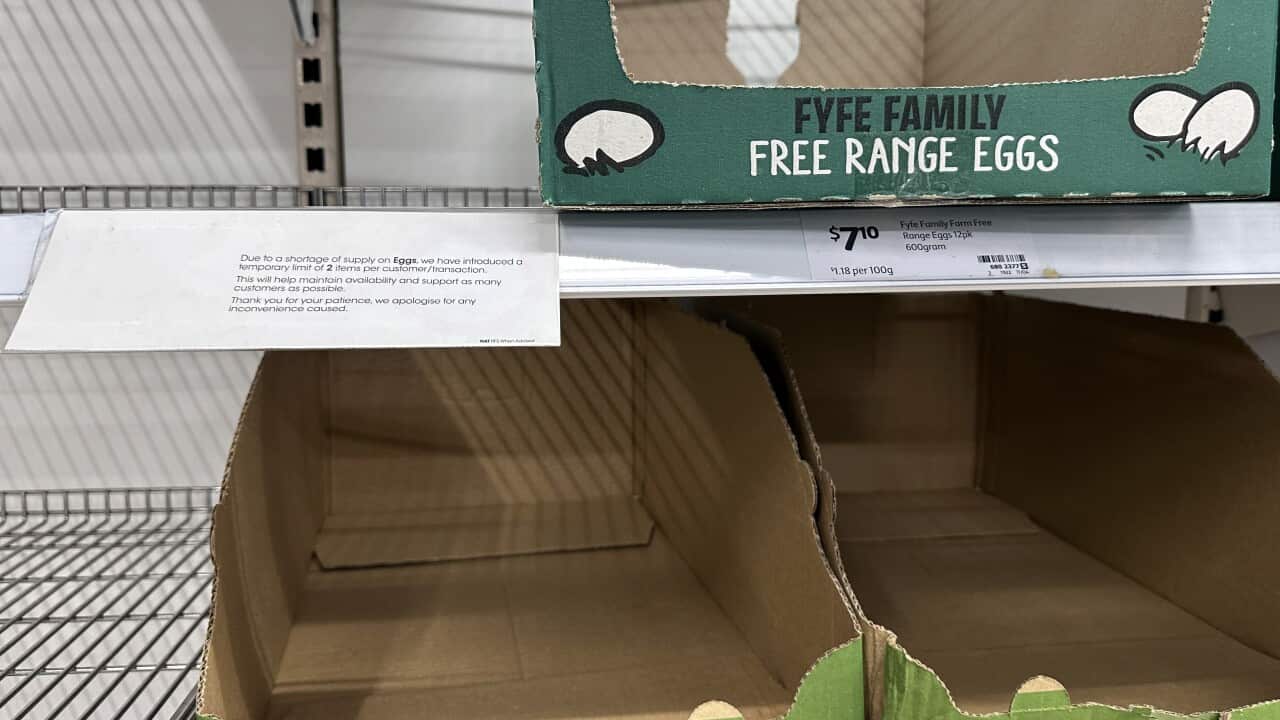 FYFE FAMILY
FREE RANGE EGGS
$710
Fyfe Family Farm Free
Range Eggs 12pk
600gram
$1.18 per 100g
Due to a shortage of supply on Eggs, we have introduced a
temporary limit of 2 items per customer/transaction.
This will help maintain availability and support as many
customers as possible.
Thank you for your patience, we apologise for any
inconvenience caused.